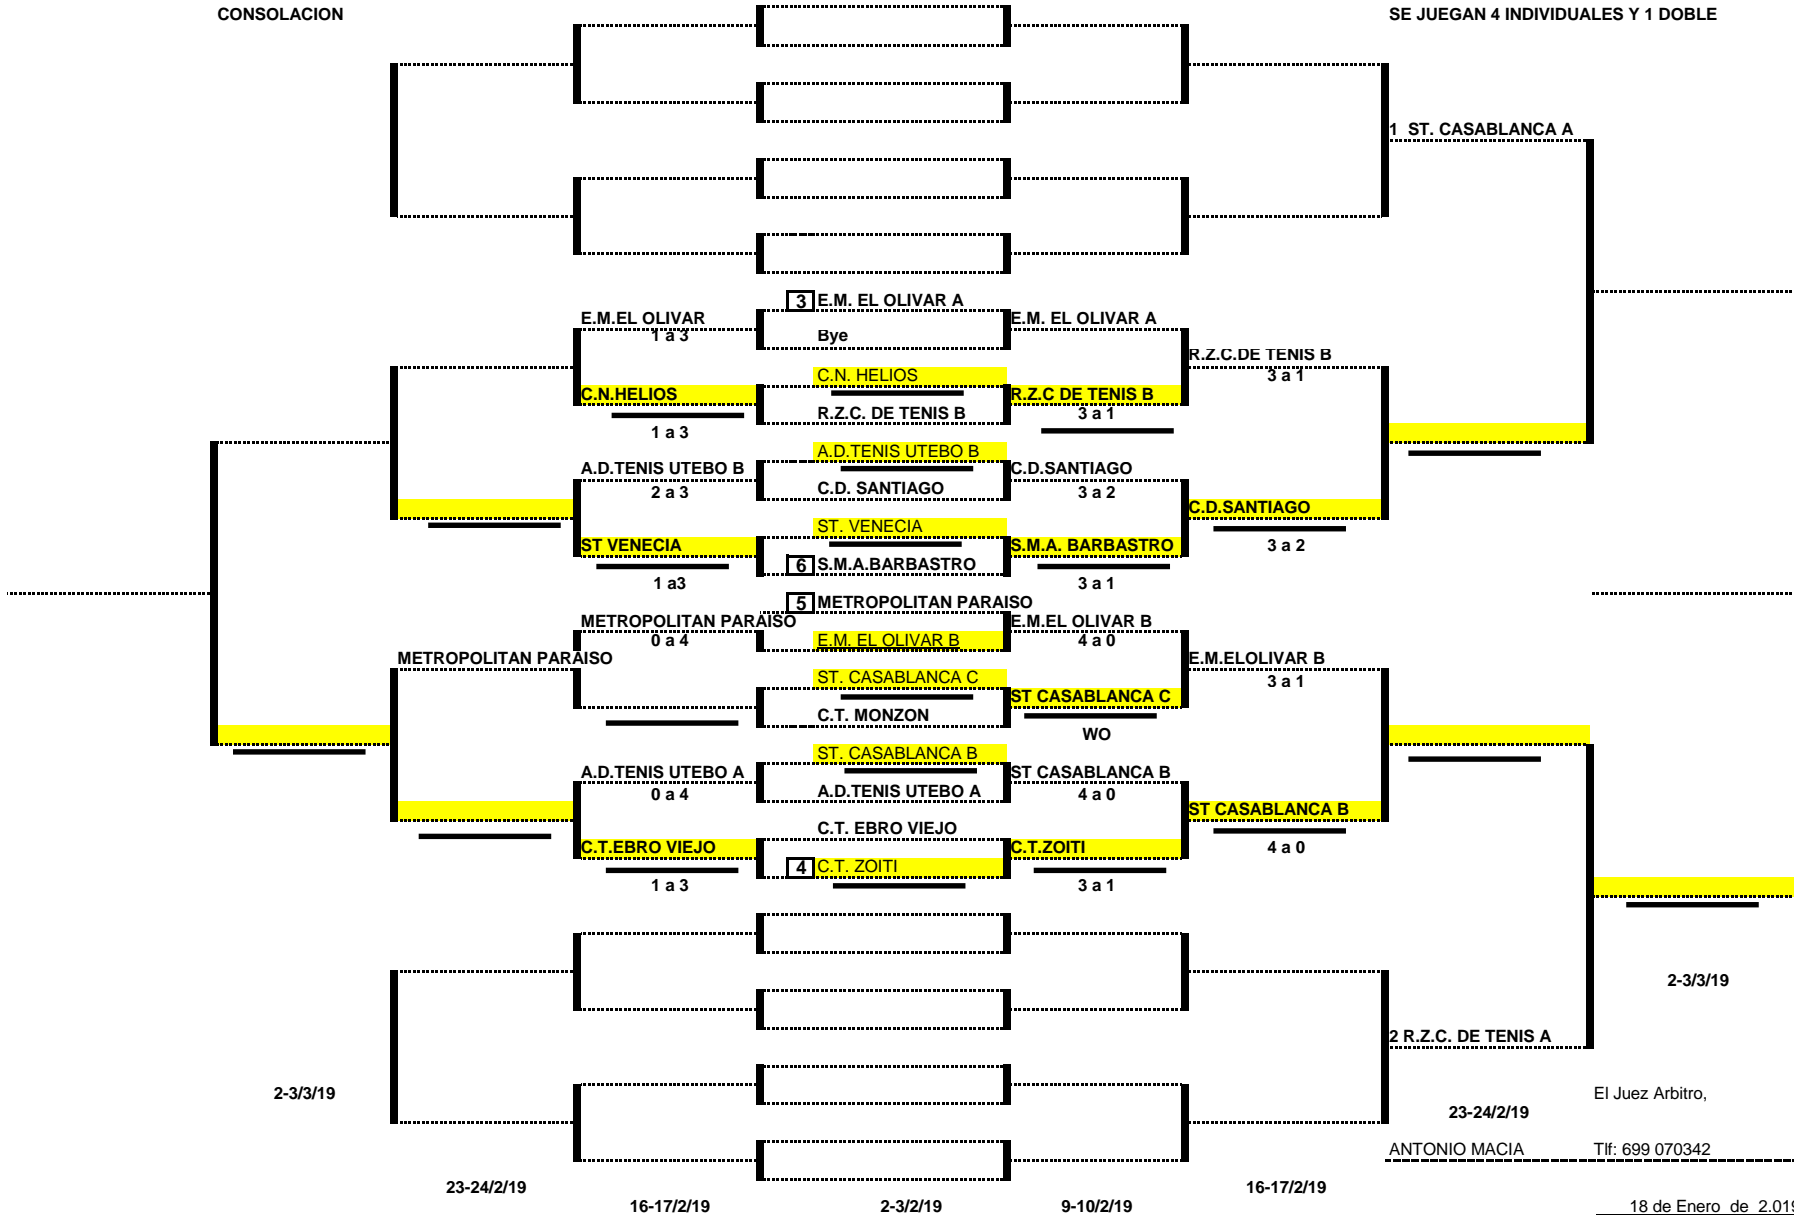 CONSOLACION
SE JUEGAN 4 INDIVIDUALES Y 1 DOBLE
1 ST. CASABLANCA A
3 E.M. EL OLIVAR A
E.M.EL OLIVAR
E.M. EL OLIVAR A
1 a 3
Bye
R.Z.C.DE TENIS B
C.N. HELIOS
3 a 1
C.N.HELIOS
R.Z.C DE TENIS B
R.Z.C. DE TENIS B
3 a 1
1 a 3
A.D.TENIS UTEBO B
A.D.TENIS UTEBO B
C.D.SANTIAGO
2 a 3
C.D. SANTIAGO
3 a 2
C.D.SANTIAGO
ST. VENECIA
ST VENECIA
S.M.A. BARBASTRO
3 a 2
6 S.M.A.BARBASTRO
1 a3
3 a 1
5 METROPOLITAN PARAISO
METROPOLITAN PARAISO
E.M.EL OLIVAR B
0 a 4
E.M. EL OLIVAR B
4 a 0
METROPOLITAN PARAISO
E.M.ELOLIVAR B
ST. CASABLANCA C
3 a 1
ST CASABLANCA C
C.T. MONZON
WO
ST. CASABLANCA B
A.D.TENIS UTEBO A
ST CASABLANCA B
0 a 4
A.D.TENIS UTEBO A
4 a 0
ST CASABLANCA B
C.T. EBRO VIEJO
C.T.EBRO VIEJO
C.T.ZOITI
4 a 0
4 C.T. ZOITI
1 a 3
3 a 1
2-3/3/19
2 R.Z.C. DE TENIS A
2-3/3/19
El Juez Arbitro,
23-24/2/19
ANTONIO MACIA
Tlf: 699 070342
23-24/2/19
16-17/2/19
16-17/2/19
2-3/2/19
9-10/2/19
18 de Enero de 2.019